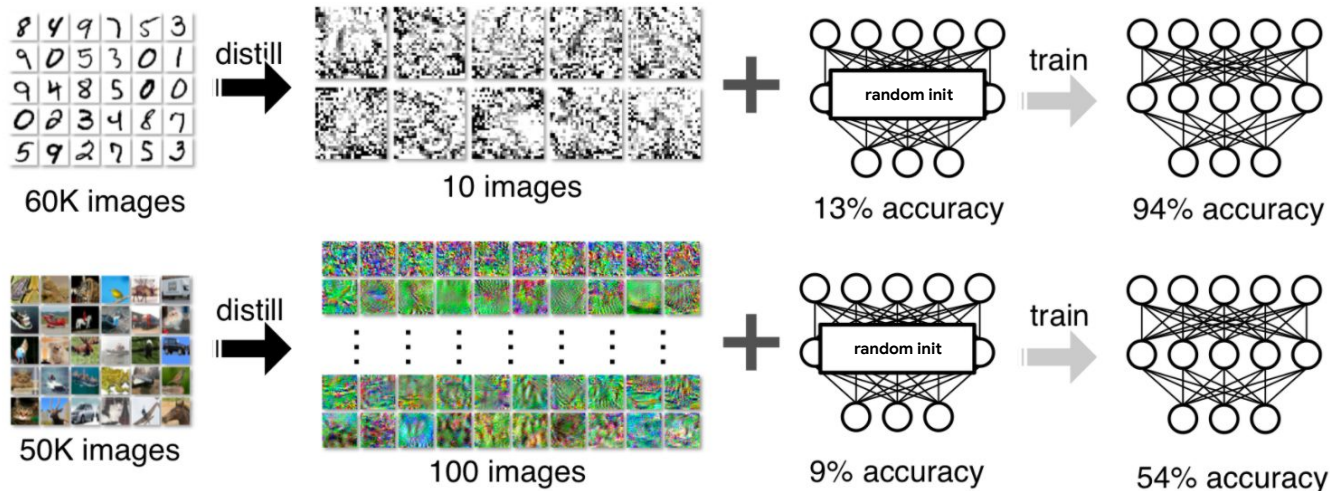 8 4 9 7 5 3
9 0 5 3 0 1
9 4 8 5 0 0
0 2 3 4 8 7
5 9 2 7 5 3
distill
train
random init
60K images
10 images
13% accuracy
94% accuracy
distill
train
random init
50K images
100 images
9% accuracy
54% accuracy